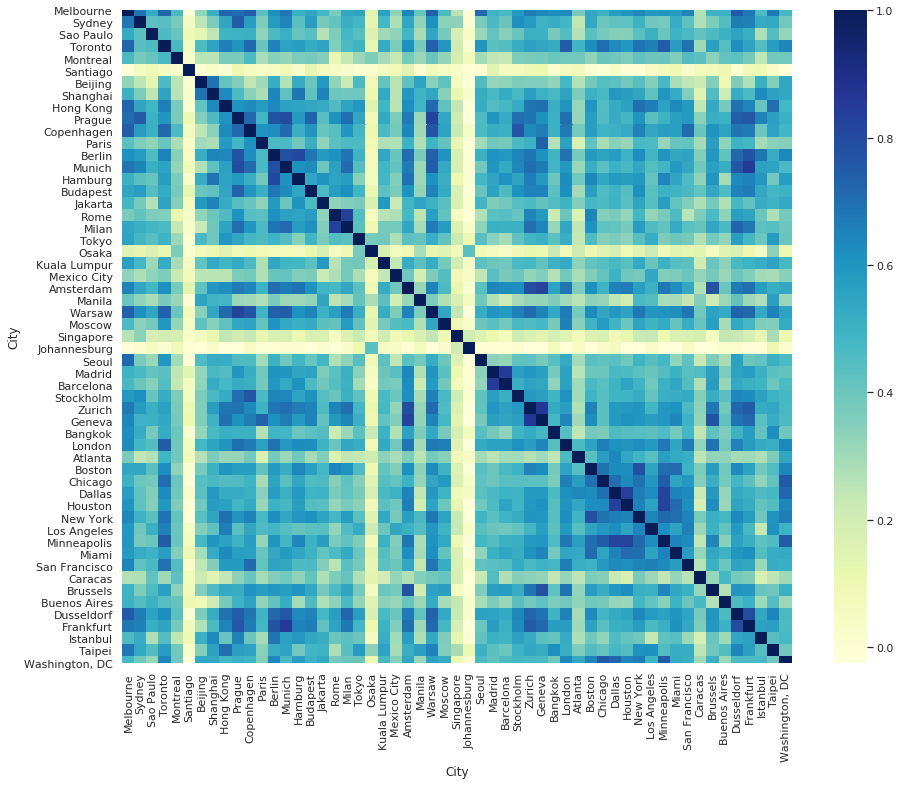 Melbourne
Sydney
Sao Paulo
Toronto
Montreal
Santiago
Beijing
Shanghai
Hong Kong
Prague
Copenhagen
Paris
Berlin
Munich
Hamburg
Budapest
Jakarta
Rome
Milan
Tokyo
Osaka
Kuala Lumpur
Mexico City
Amsterdam
Manila
Warsaw
Moscow
Singapore
Johannesburg
Seoul
Madrid
Barcelona
Stockholm
Zurich
Geneva
Bangkok
London
Atlanta
Boston
Chicago
Dallas
Houston
New York
Los Angeles
Minneapolis
Miami
San Francisco
Caracas
Brussels
Buenos Aires
Dusseldorf
Frankfurt
Istanbul
Taipei
Washington, DC
City
Melbourne
Sydney
Sao Paulo
Toronto
Montreal
Santiago
Beijing
Shanghai
Hong Kong
Prague
Copenhagen
Paris
Berlin
Munich
Hamburg
Budapest
Jakarta
Rome
Milan
Tokyo
Osaka
Kuala Lumpur
Mexico City
Amsterdam
Manila
Warsaw
Moscow
Singapore
Johannesburg
Seoul
Madrid
Barcelona
Stockholm
Zurich
Geneva
Bangkok
London
Atlanta
Boston
Chicago
Dallas
Houston
New York
Los Angeles
Minneapolis
Miami
San Francisco
Caracas
Brussels
Buenos Aires
Dusseldorf
Frankfurt
Istanbul
Taipei
Washington, DC
City
1.0
0.8
0.6
0.4
0.2
0.0